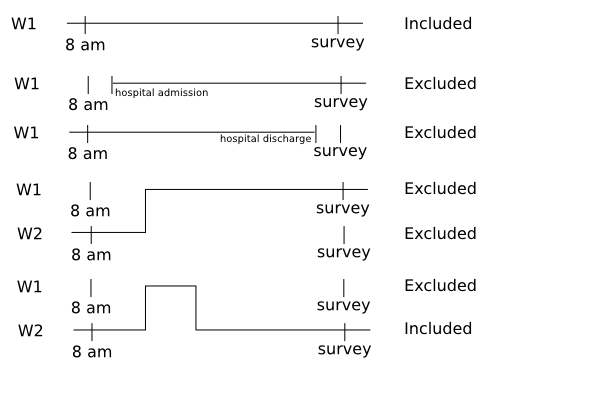 W1 Included
8 am survey
W1 Excluded
hospital admission
8 am survey
W1 Excluded
hospital discharge
8 am survey
W1 Excluded
8 am survey
W2 Excluded
8 am survey
W1 Excluded
8 am survey
W2 Included
8 am survey